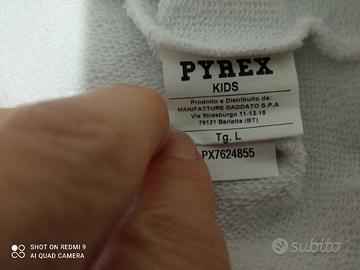 PYREX
KIDS
Prodotto e Distribuito da:
MANIFATTURE DADDATO S.P.A
Via Strasburgo 11-13-15
76121 Barletta (BT)
Tg. L
PX7624855
SHOT ON REDMI 9
AI QUAD CAMERA
subito